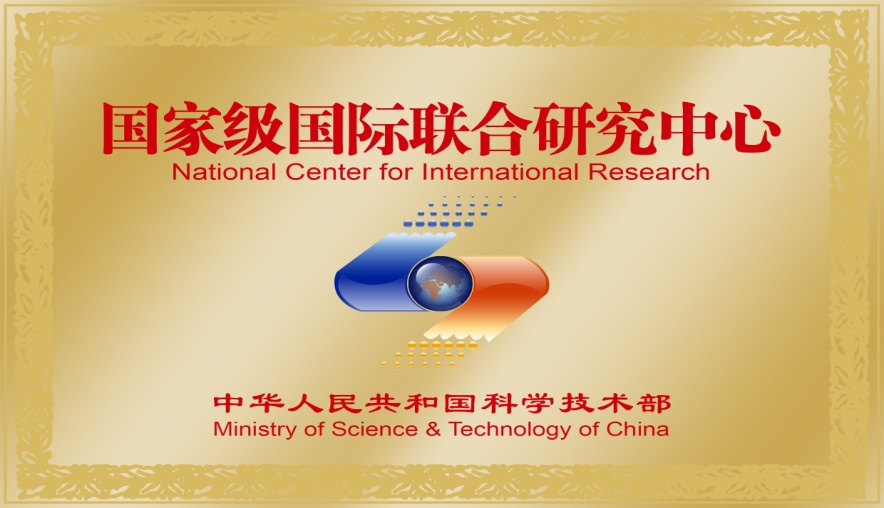 国家级国际联合研究中心
National Center for International Research
中华人民共和国科学技术部
Ministry of Science & Technology of China